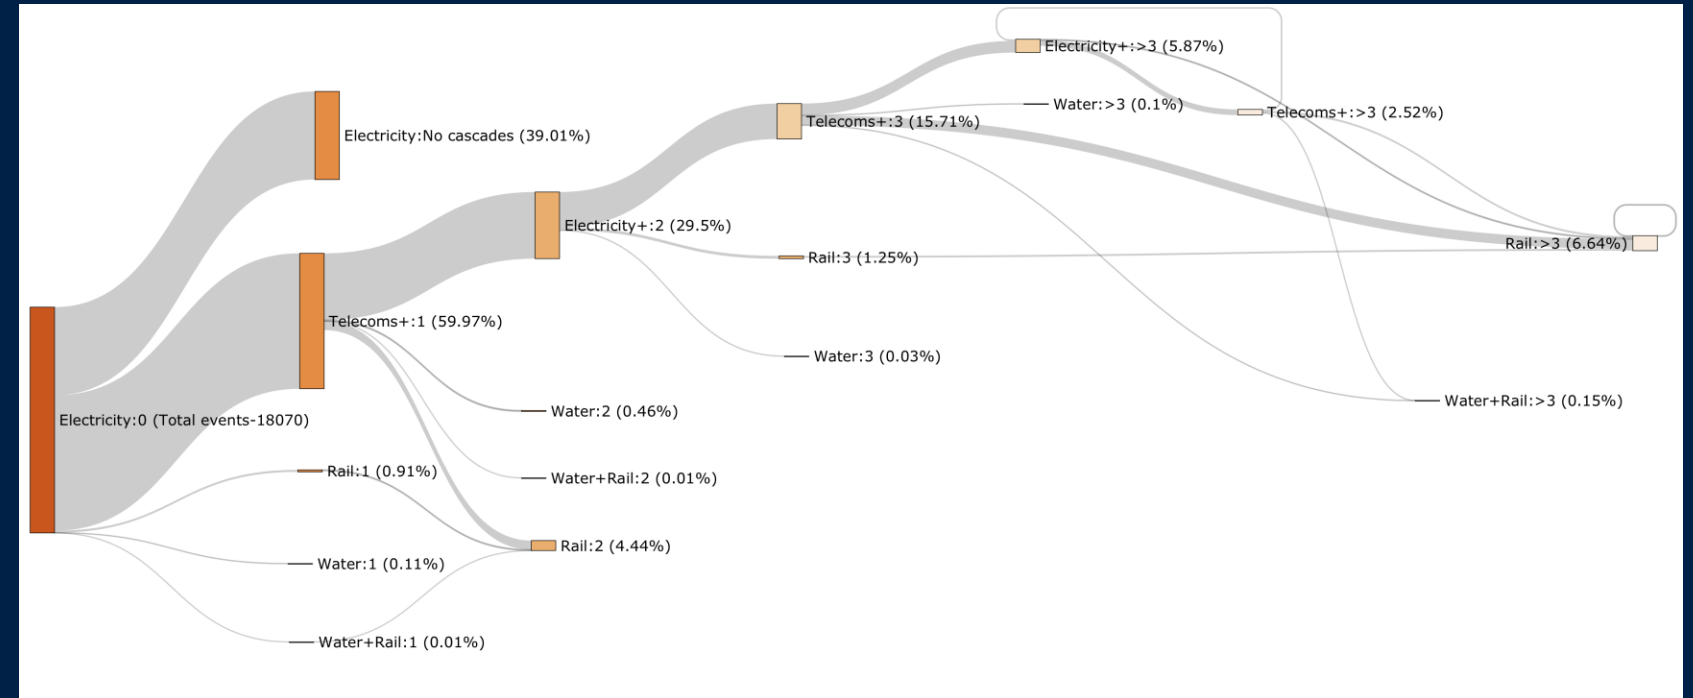 Electricity+:>3 (5.87%)
Water:>3 (0.1%)
Telecoms+:>3 (2.52%)
Telecoms+:3 (15.71%)
Electricity:No cascades (39.01%)
Electricity+:2 (29.5%)
Rail:>3 (6.64%)
Rail:3 (1.25%)
Telecoms+:1 (59.97%)
Water:3 (0.03%)
Water+Rail:>3 (0.15%)
Water:2 (0.46%)
Electricity:0 (Total events-18070)
Rail:1 (0.91%)
Water+Rail:2 (0.01%)
Rail:2 (4.44%)
Water:1 (0.11%)
Water+Rail:1 (0.01%)